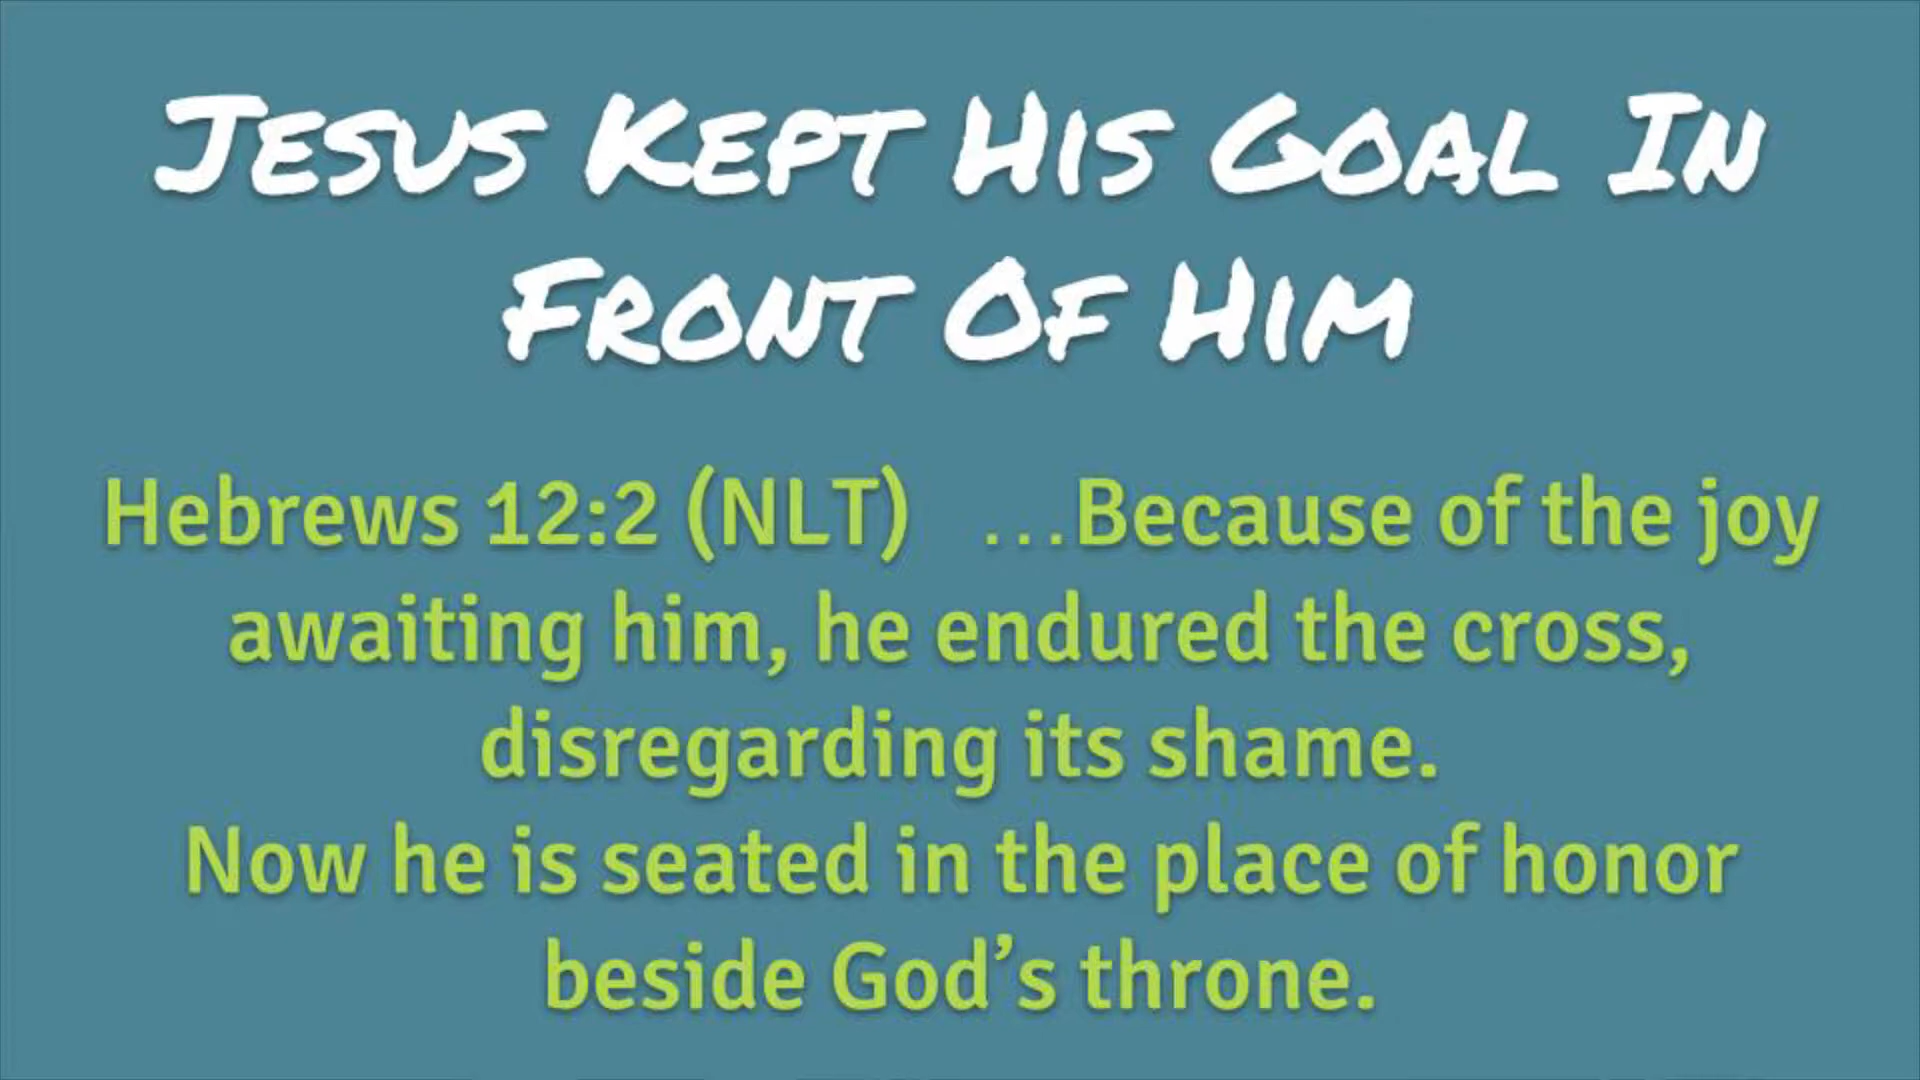 Jesus Kept His Goal In
Front Of Him
Hebrews 12:2 (NLT) ...Because of the joy
awaiting him, he endured the cross,
disregarding its shame.
Now he is seated in the place of honor
beside God’s throne.